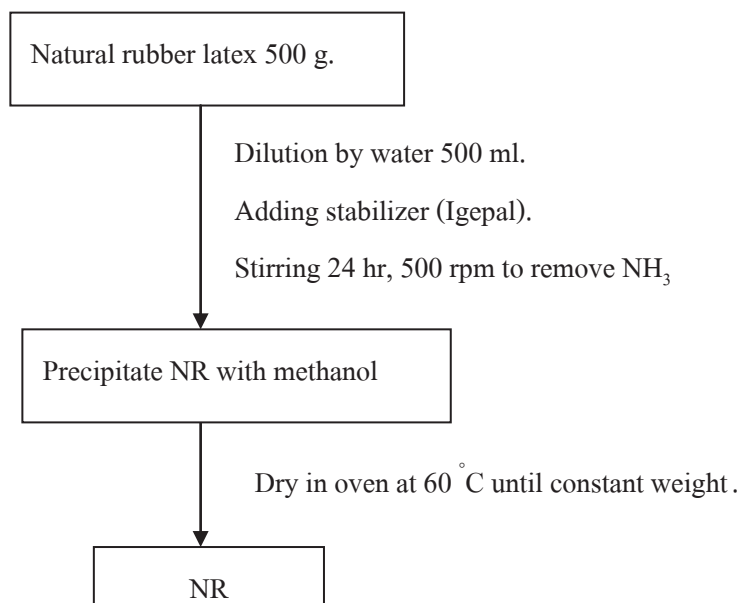 Natural rubber latex 500 g.
Dilution by water 500 ml.
Adding stabilizer (Igepal).
Stirring 24 hr, 500 rpm to remove NH₃
Precipitate NR with methanol
Dry in oven at 60 °C until constant weight.
NR